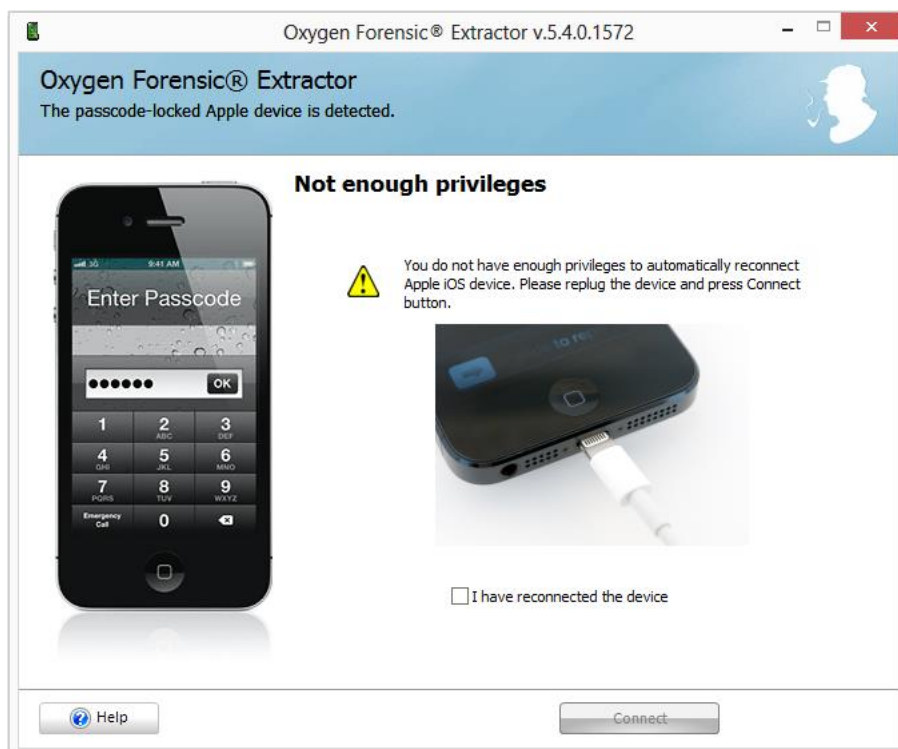 Oxygen Forensic® Extractor v.5.4.0.1572
Oxygen Forensic® Extractor
The passcode-locked Apple device is detected.
Not enough privileges
You do not have enough privileges to automatically reconnect
Apple iOS device. Please replug the device and press Connect
button.
3G 9:41 AM
Enter Passcode
OK
1 2 3
ABC DEF
4 5 6
GHI JKL MNO
7 8 9
PQRS TUV WXYZ
Emergency
Call
0
to re
I have reconnected the device
Help
Connect